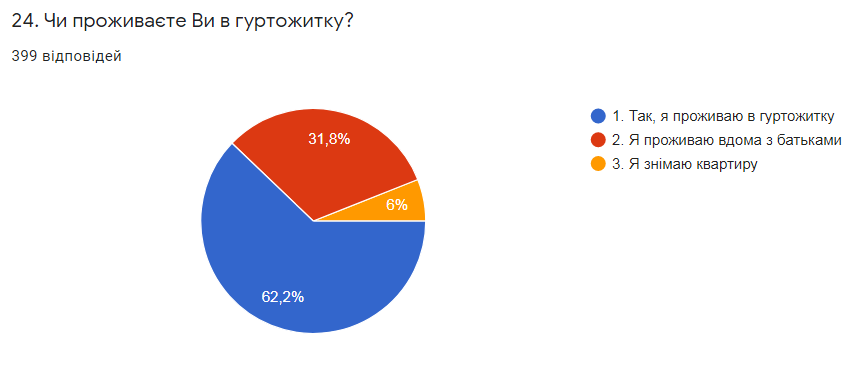 24. Чи проживаєте Ви в гуртожитку?
399 відповідей
1. Так, я проживаю в гуртожитку
2. Я проживаю вдома з батьками
3. Я знімаю квартиру
31,8%
6%
62,2%